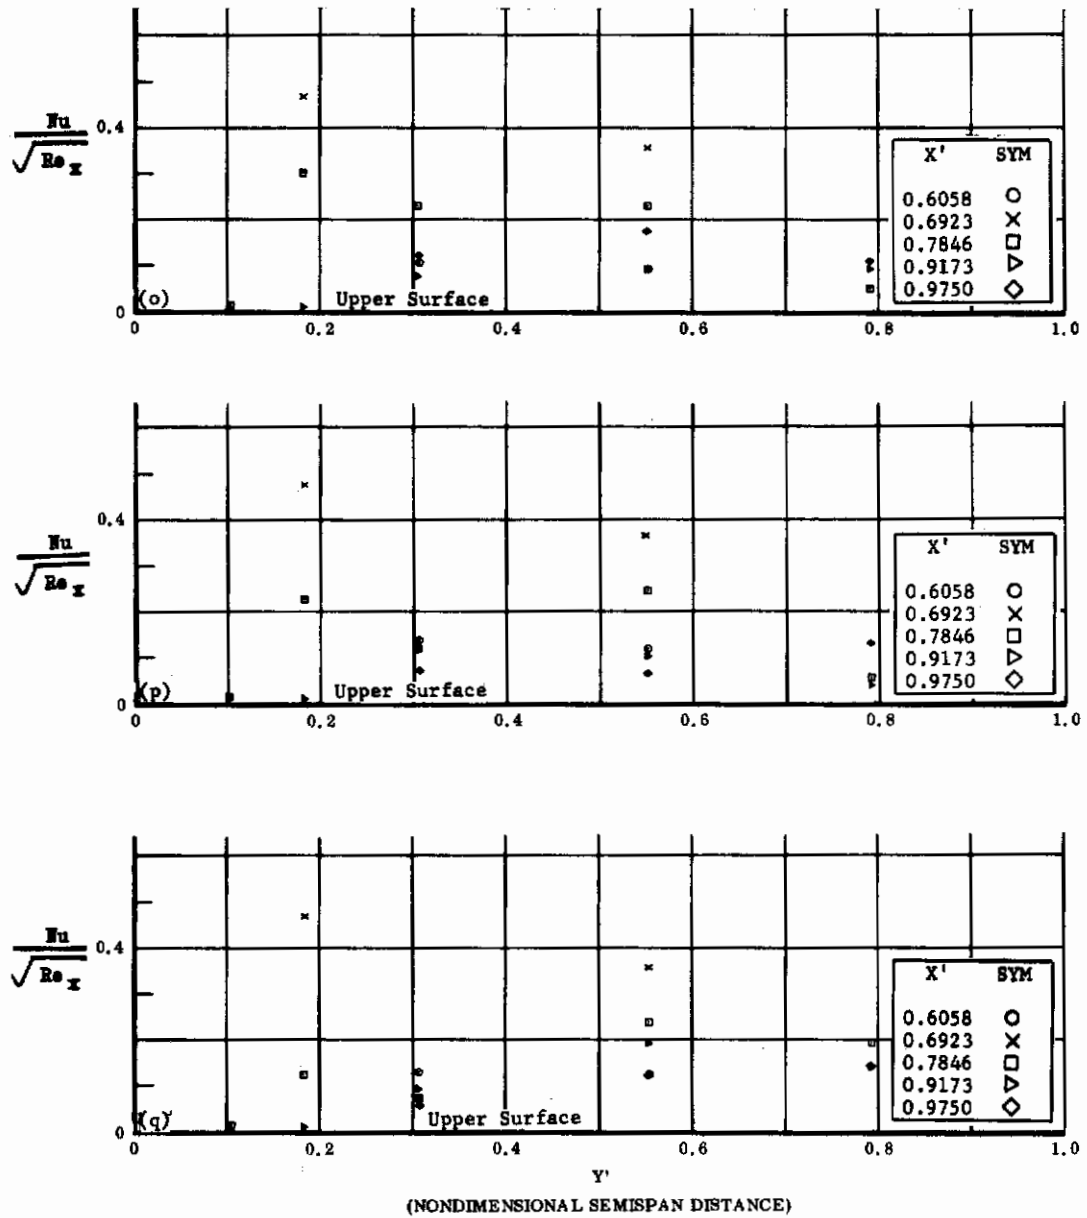 Nu
√Re x
0.4
0
(o)
Upper Surface
X' SYM
0.6058 ○
0.6923 ×
0.7846 □
0.9173 ▷
0.9750 ◇
0 0.2 0.4 0.6 0.8 1.0
Nu
√Re x
0.4
0
(p)
Upper Surface
X' SYM
0.6058 ○
0.6923 ×
0.7846 □
0.9173 ▷
0.9750 ◇
0 0.2 0.4 0.6 0.8 1.0
Nu
√Re x
0.4
0
(q)
Upper Surface
X' SYM
0.6058 ○
0.6923 ×
0.7846 □
0.9173 ▷
0.9750 ◇
0 0.2 0.4 0.6 0.8 1.0
Y'
(NONDIMENSIONAL SEMISPAN DISTANCE)